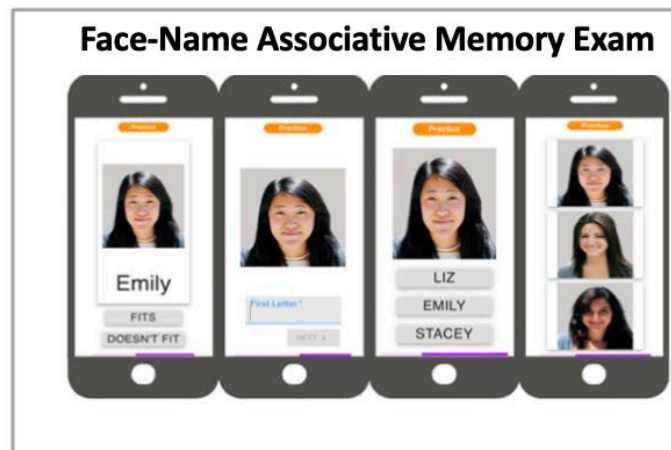 Face-Name Associative Memory Exam
Practice
Emily
FITS
DOESN'T FIT
Practice
First Letter*
NEXT
Practice
LIZ
EMILY
STACEY
Practice